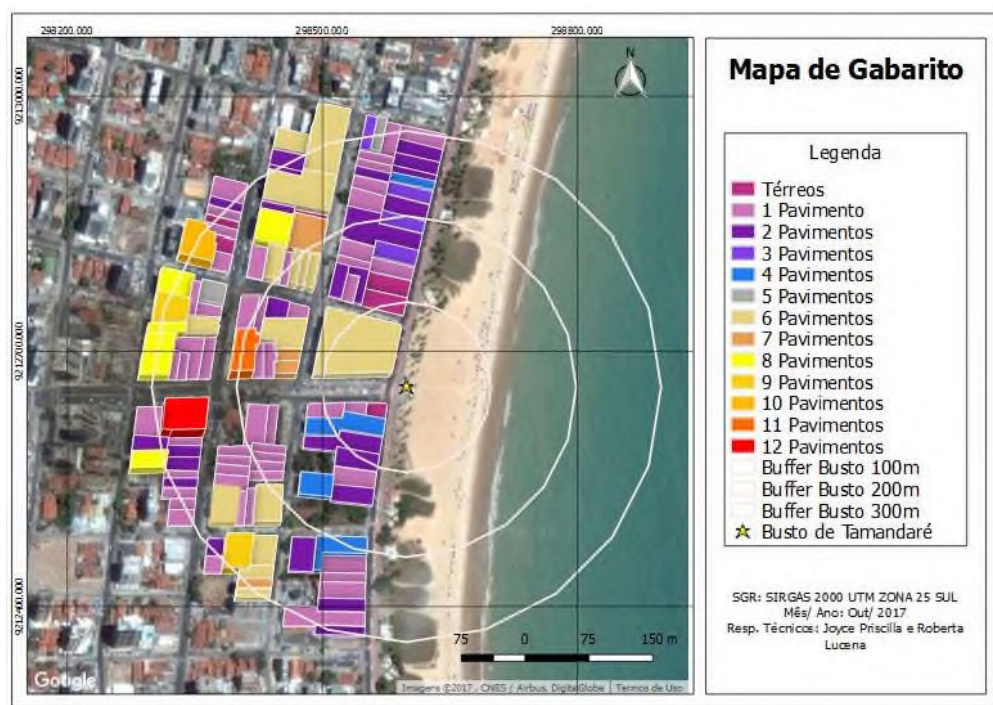 298200.000 298500.000 298800.000
9213000.000
9212700.000
9212400.000
N
75 0 75 150 m
Google
Imagens ©2017 , CNES / Airbus, DigitalGlobe Termos de Uso
Mapa de Gabarito
Legenda
Térreos
1 Pavimento
2 Pavimentos
3 Pavimentos
4 Pavimentos
5 Pavimentos
6 Pavimentos
7 Pavimentos
8 Pavimentos
9 Pavimentos
10 Pavimentos
11 Pavimentos
12 Pavimentos
Buffer Busto 100m
Buffer Busto 200m
Buffer Busto 300m
Busto de Tamandaré
SGR: SIRGAS 2000 UTM ZONA 25 SUL
Mês/ Ano: Out/ 2017
Resp. Técnicos: Joyce Priscilla e Roberta
Lucena